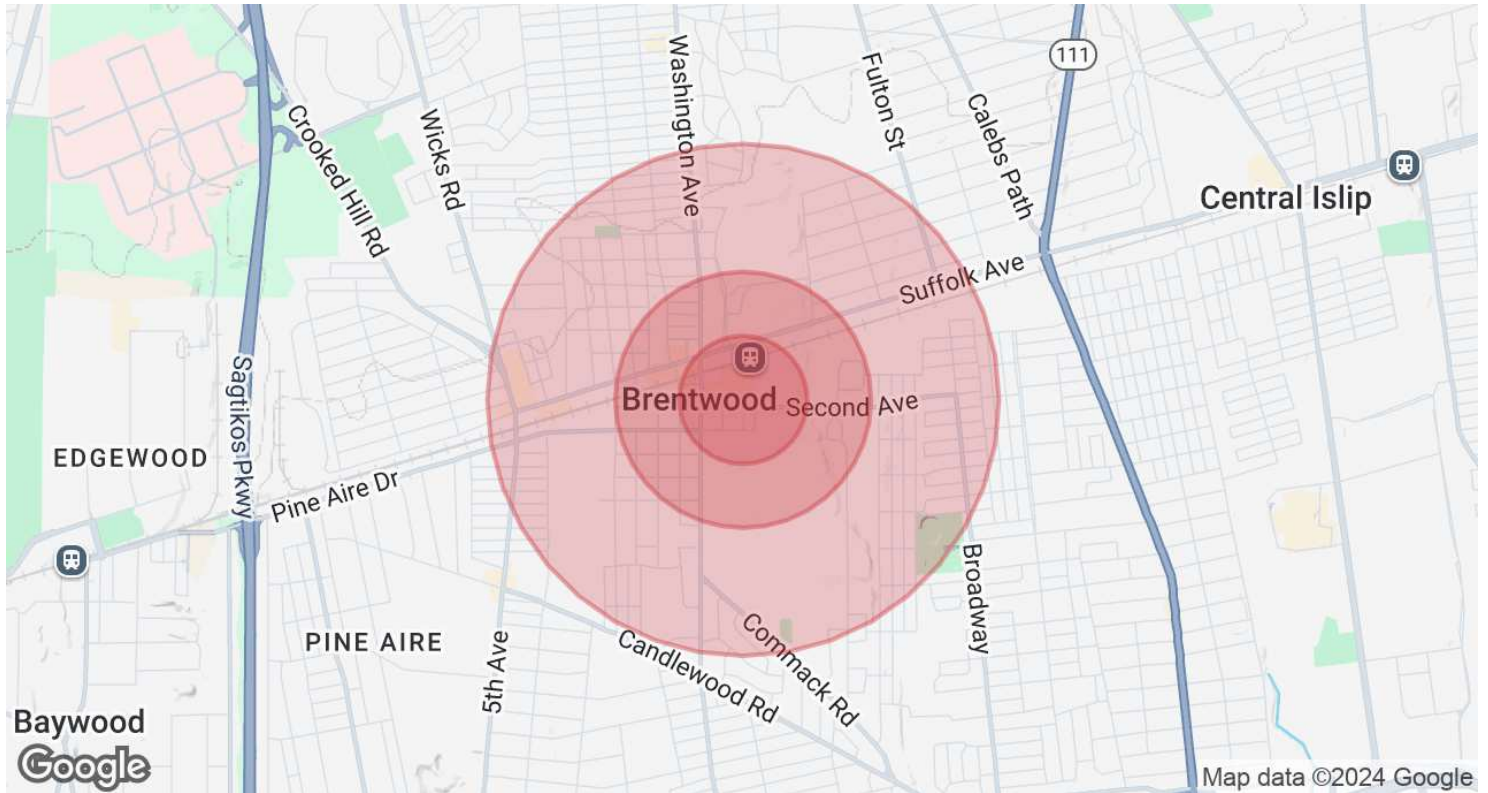 111
Washington Ave
Fulton St
Calebs Path
Crooked Hill Rd
Wicks Rd
Central Islip
Suffolk Ave
Sagtikos Pkwy
Brentwood
Second Ave
EDGEWOOD
Pine Aire Dr
Broadway
PINE AIRE
5th Ave
Candlewood Rd
Commack Rd
Baywood
Google
Map data ©2024 Google